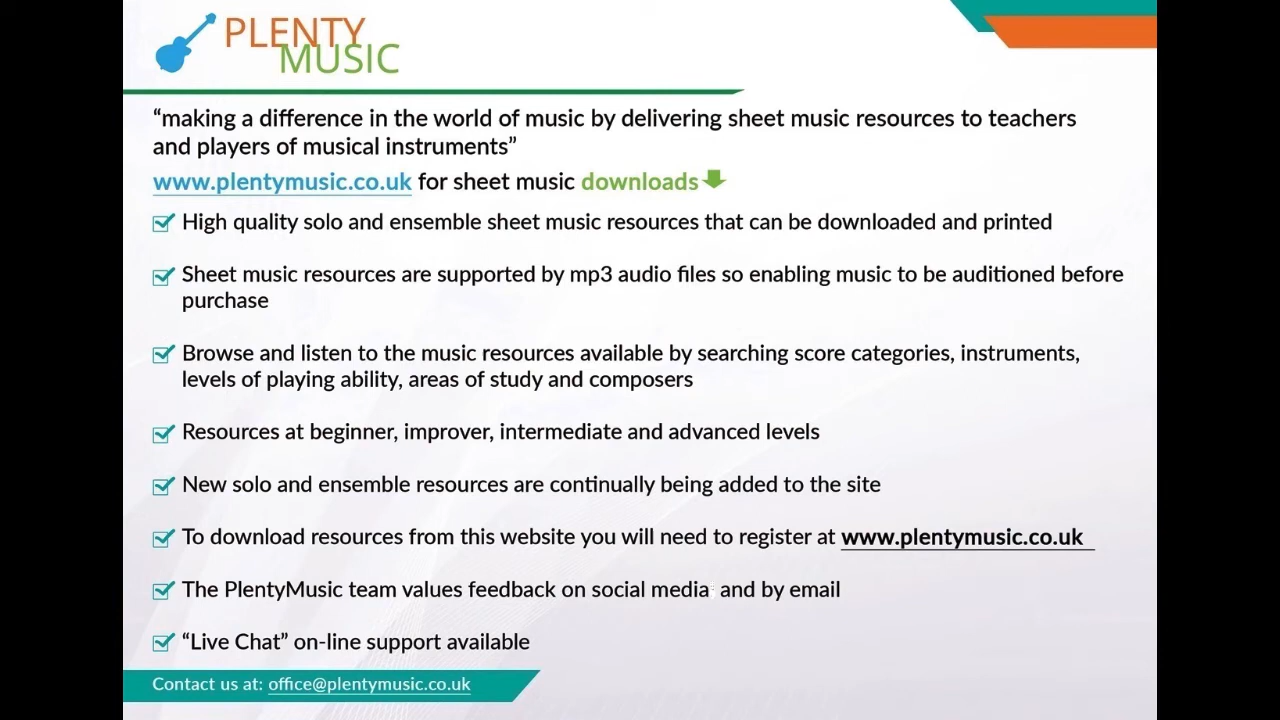 PLENTY
MUSIC
“making a difference in the world of music by delivering sheet music resources to teachers
and players of musical instruments”
www.plentymusic.co.uk for sheet music downloads
High quality solo and ensemble sheet music resources that can be downloaded and printed
Sheet music resources are supported by mp3 audio files so enabling music to be auditioned before
purchase
Browse and listen to the music resources available by searching score categories, instruments,
levels of playing ability, areas of study and composers
Resources at beginner, improver, intermediate and advanced levels
New solo and ensemble resources are continually being added to the site
To download resources from this website you will need to register at www.plentymusic.co.uk
The PlentyMusic team values feedback on social media and by email
“Live Chat” on-line support available
Contact us at: office@plentymusic.co.uk